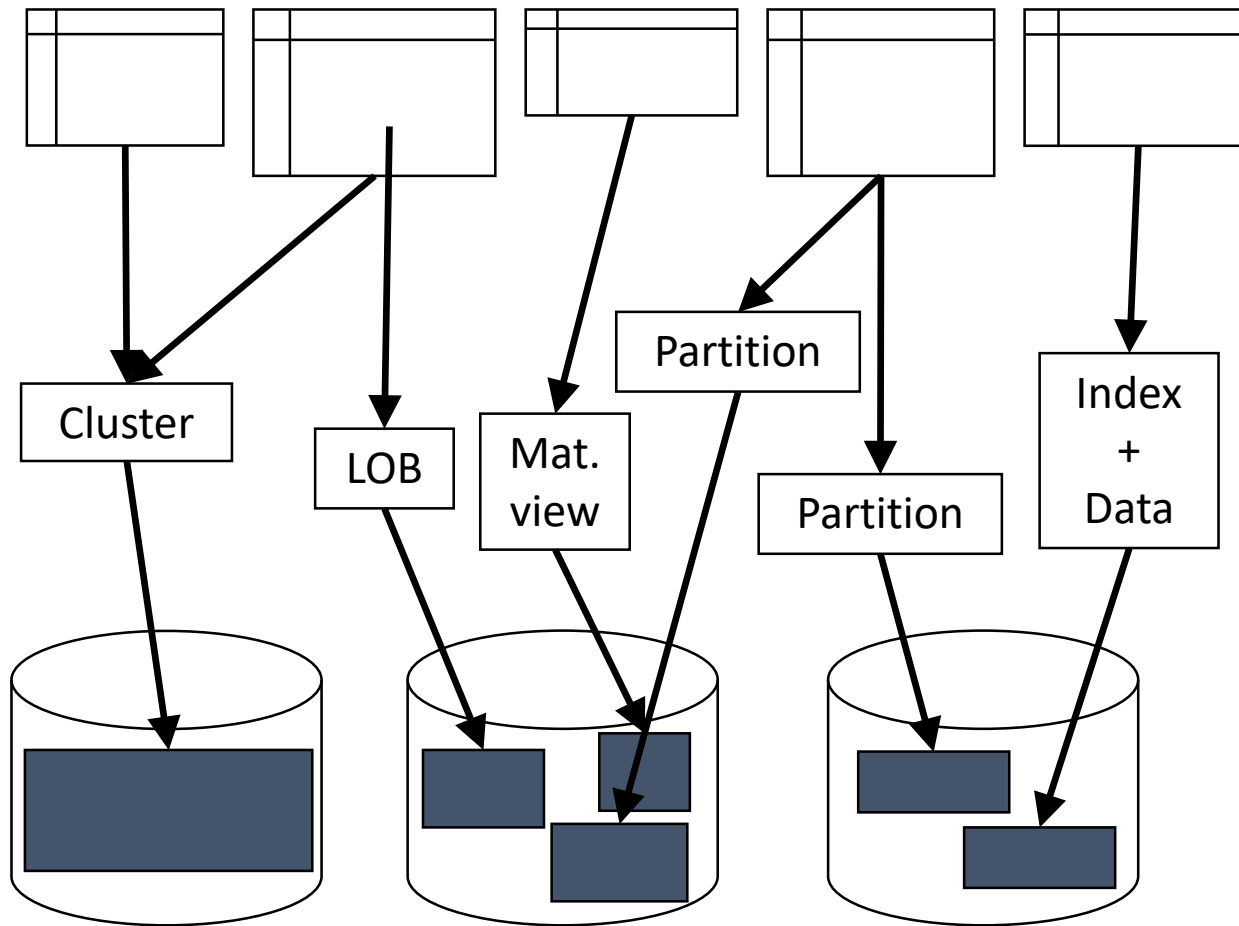 Cluster
LOB
Mat.
view
Partition
Partition
Index
+
Data